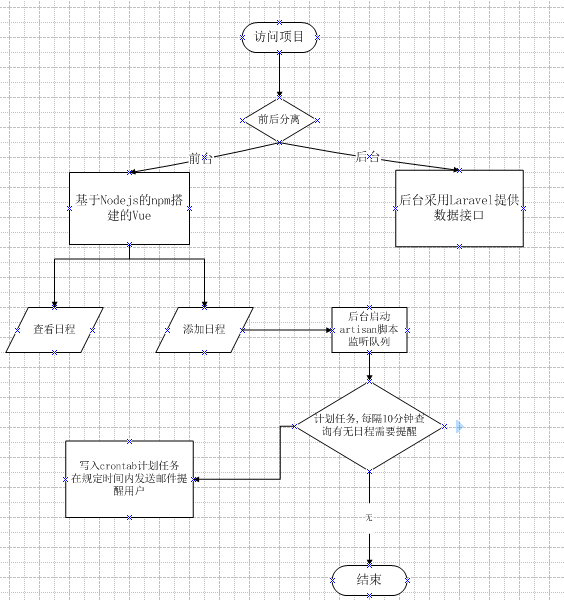 访问项目
前后分离
前台
后台
基于Nodejs的npm搭
建的Vue
后台采用Laravel提供
数据接口
查看日程
添加日程
后台启动
artisan脚本
监听队列
计划任务,每隔10分钟查
询有无日程需要提醒
写入crontab计划任务
在规定时间内发送邮件提
醒用户
无
结束